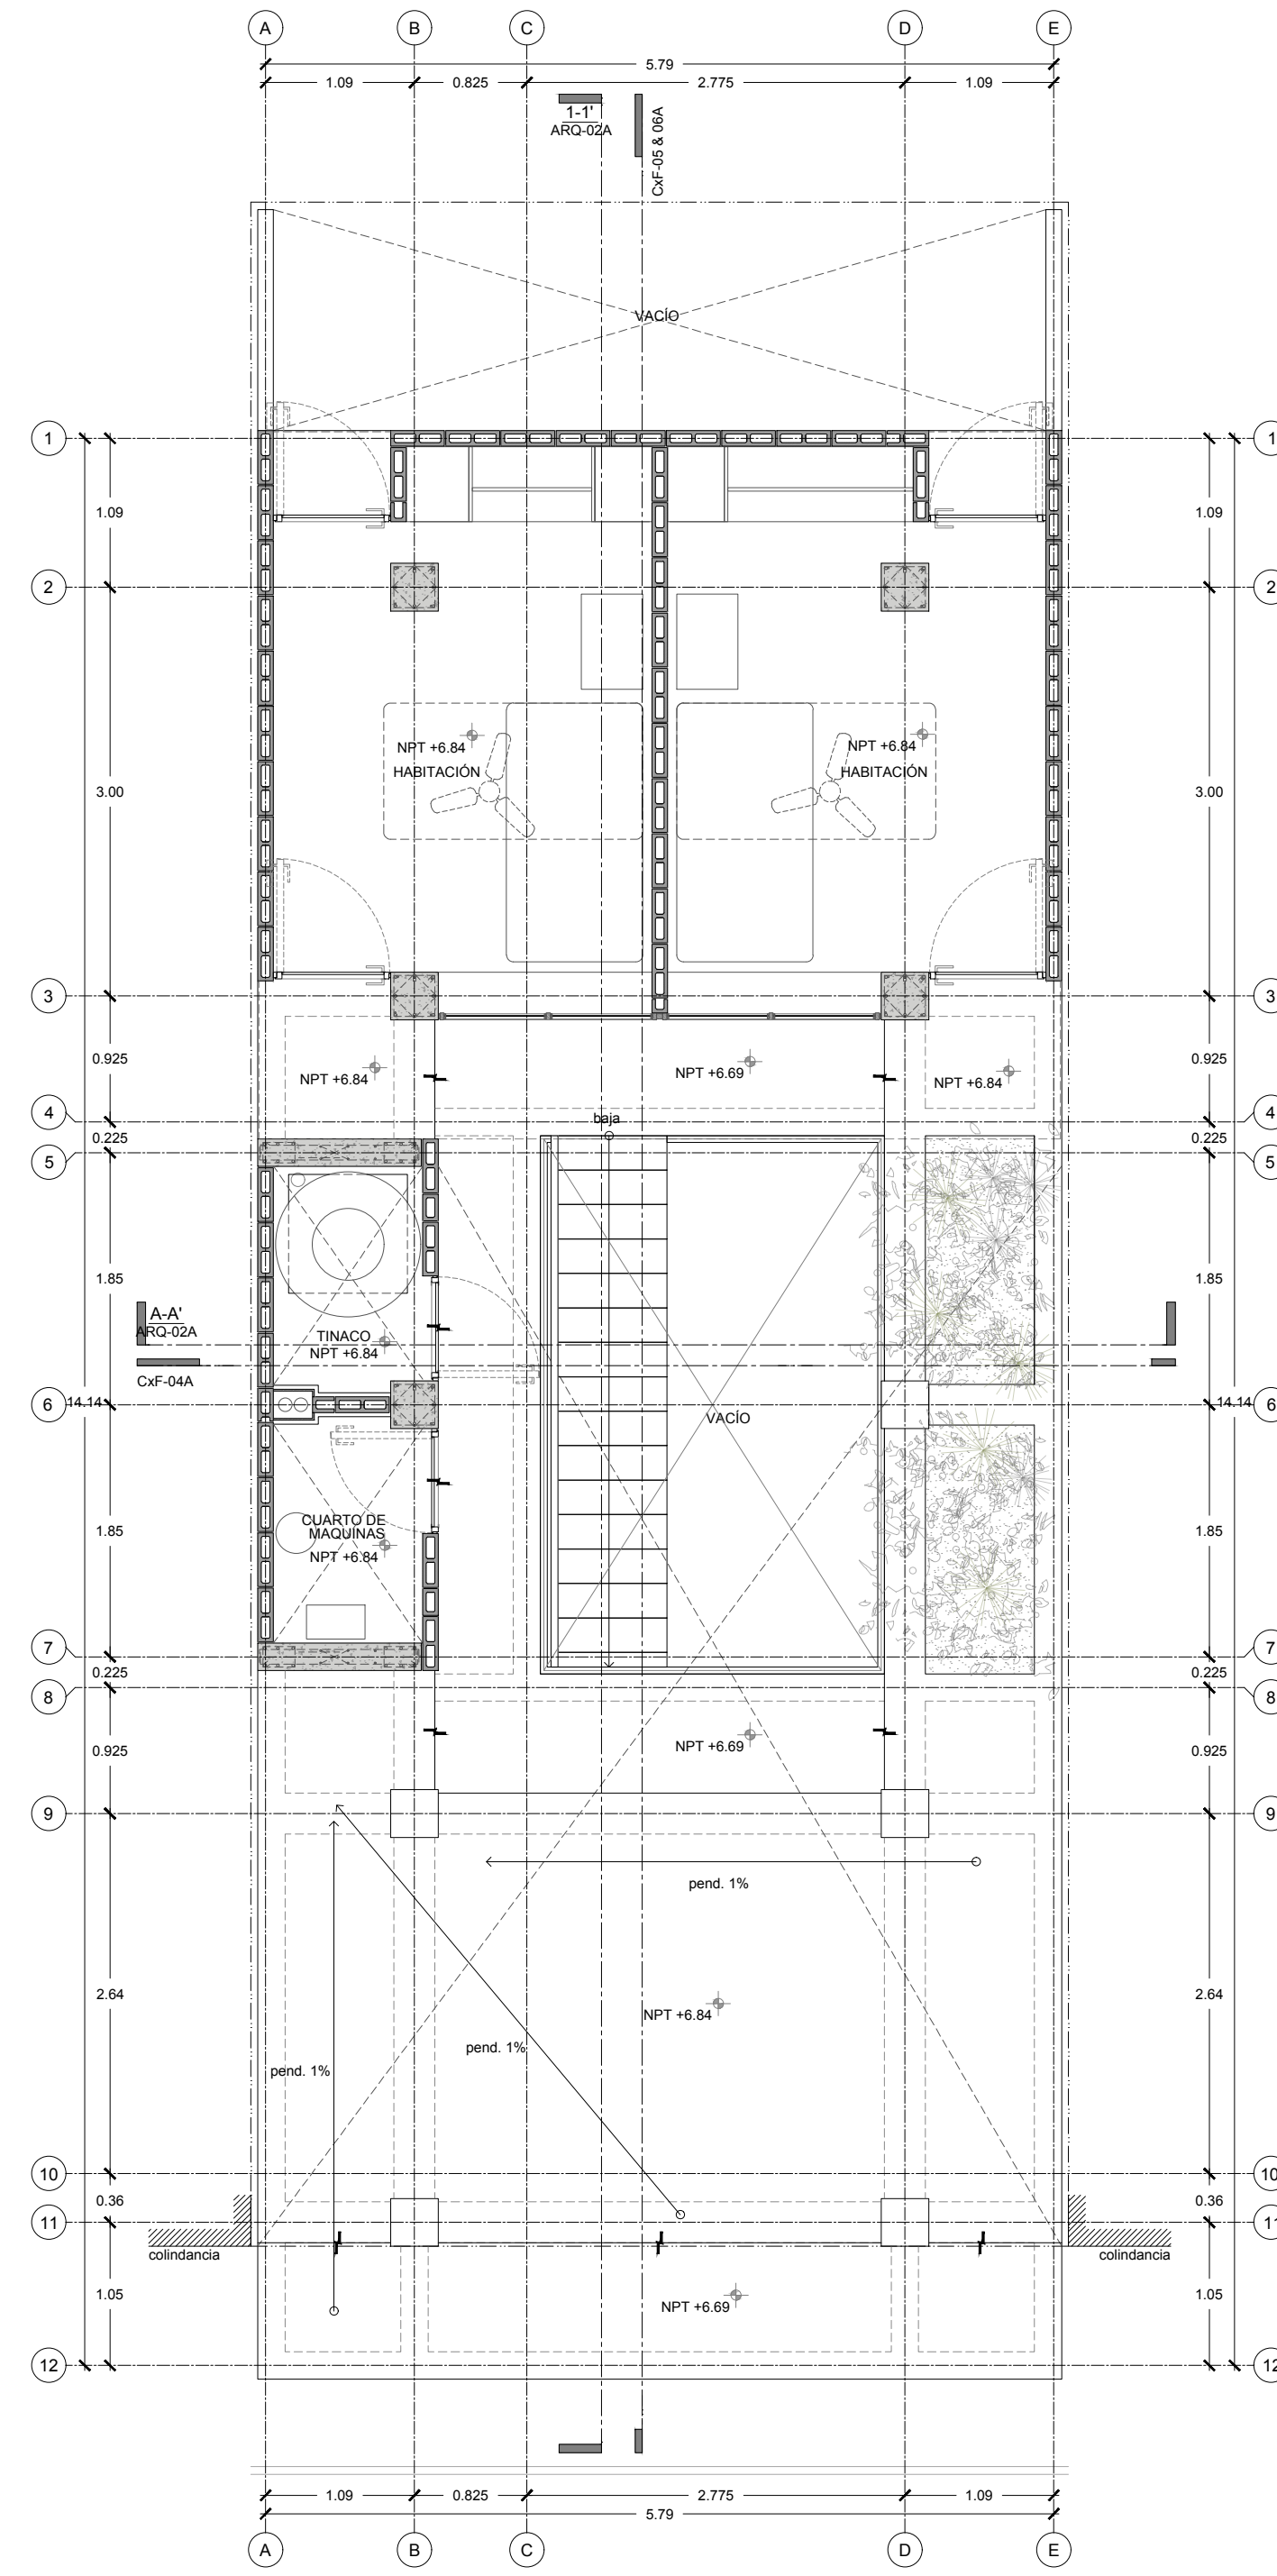 A B C D E
5.79
1.09 0.825 2.775 1.09
1-1'
ARQ-02A
CxF-05 & 06A
VACÍO
1 1
1.09 1.09
2 2
NPT +6.84 NPT +6.84
HABITACIÓN HABITACIÓN
3.00 3.00
3 3
0.925 NPT +6.84 NPT +6.69 NPT +6.84 0.925
4 baja 4
0.225 0.225
5 5
1.85 1.85
A-A'
ARQ-02A
TINACO
NPT +6.84
CxF-04A
6 14.14 14.14 6
VACÍO
CUARTO DE
MAQUINAS
1.85 1.85
NPT +6.84
7 7
0.225 0.225
8 8
0.925 NPT +6.69 0.925
9 9
pend. 1%
2.64 2.64
NPT +6.84
pend. 1%
pend. 1%
10 10
0.36 0.36
11 11
colindancia colindancia
1.05 1.05
NPT +6.69
12 12
1.09 0.825 2.775 1.09
5.79
A B C D E